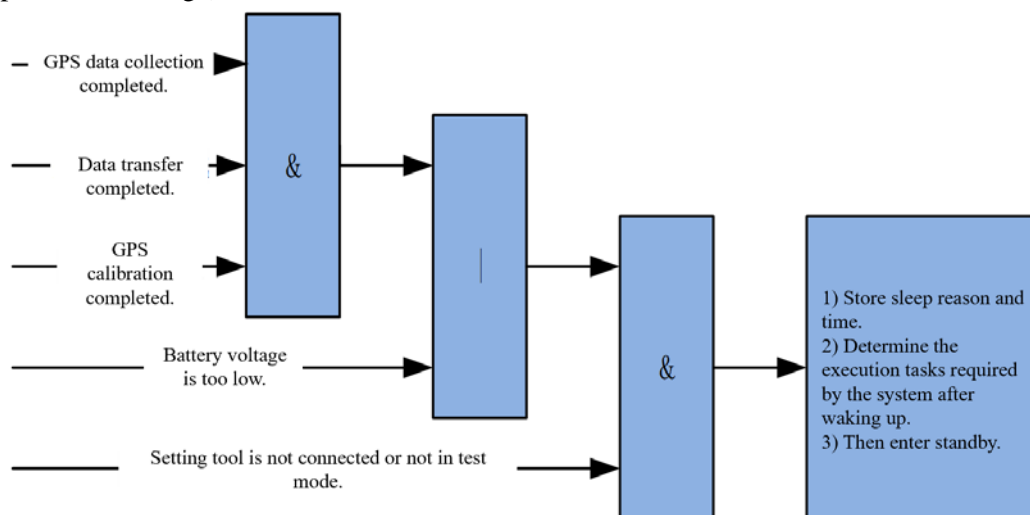 GPS data collection
completed.
&
Data transfer
completed.
GPS
calibration
completed.
|
Battery voltage
is too low.
&
Setting tool is not connected or not in test
mode.
1) Store sleep reason and
time.
2) Determine the
execution tasks required
by the system after
waking up.
3) Then enter standby.